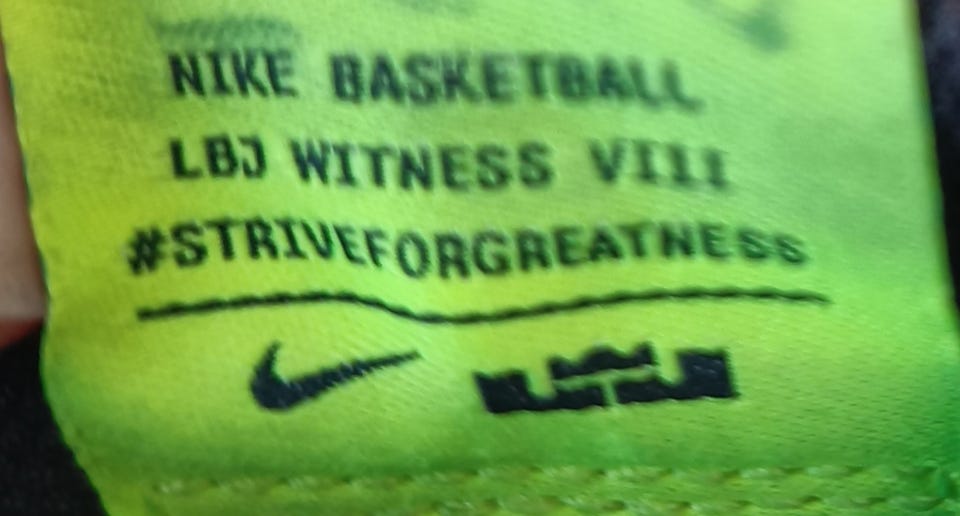 NIKE BASKETBALL
LBJ WITNESS VIII
#STRIVEFORGREATNESS